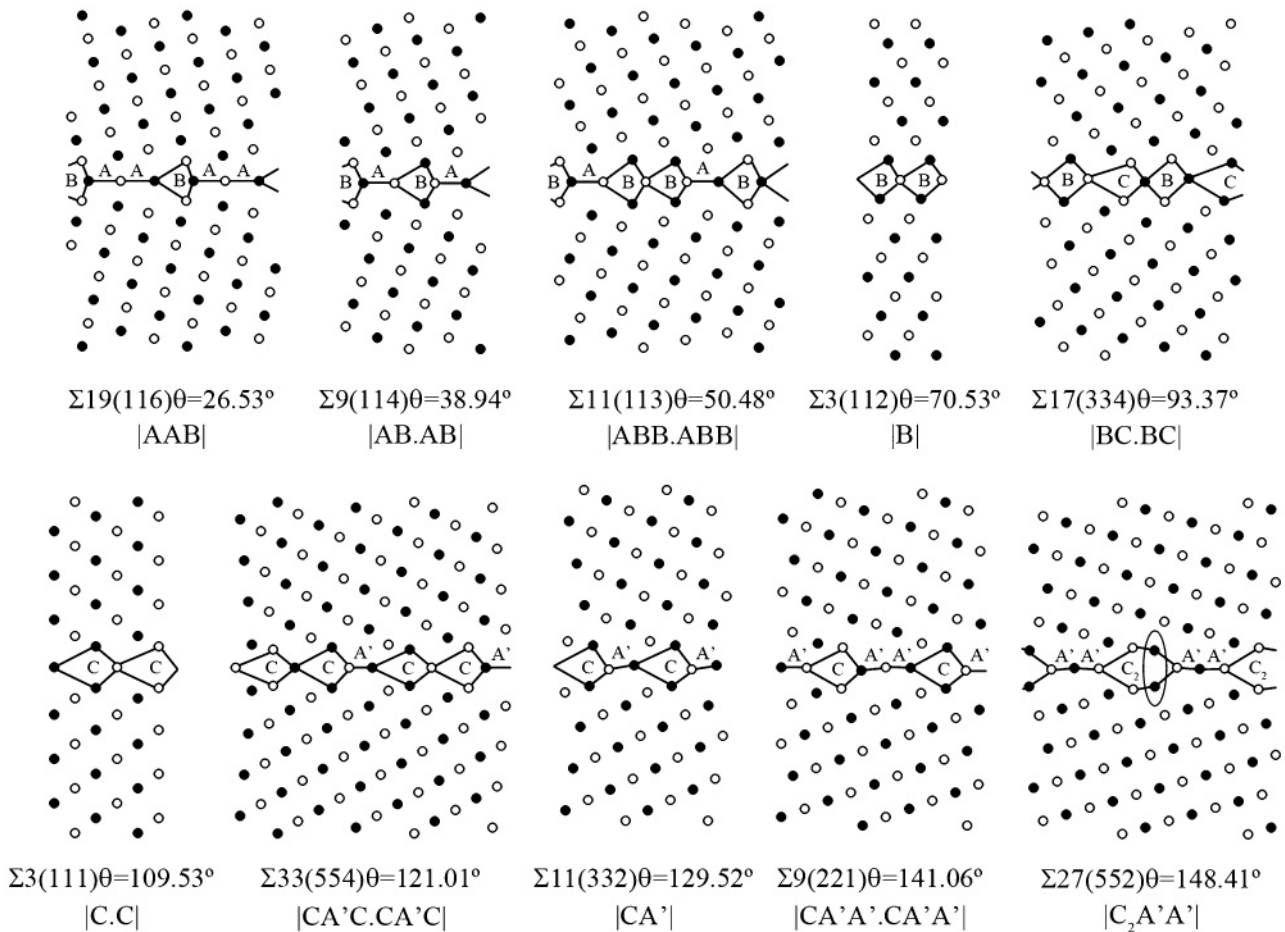 B A A B A A
B A B A
A B B A B
B B
B C B C
Σ19(116)θ=26.53º
|AAB|
Σ9(114)θ=38.94º
|AB.AB|
Σ11(113)θ=50.48º
|ABB.ABB|
Σ3(112)θ=70.53º
|B|
Σ17(334)θ=93.37º
|BC.BC|
C C
C C A’ C C A’
C A’ C A’
A’ C A’ A’ C A’
A’ A’ C₂ A’ A’ C₂
Σ3(111)θ=109.53º
|C.C|
Σ33(554)θ=121.01º
|CA’C.CA’C|
Σ11(332)θ=129.52º
|CA’|
Σ9(221)θ=141.06º
|CA’A’.CA’A’|
Σ27(552)θ=148.41º
|C₂A’A’|